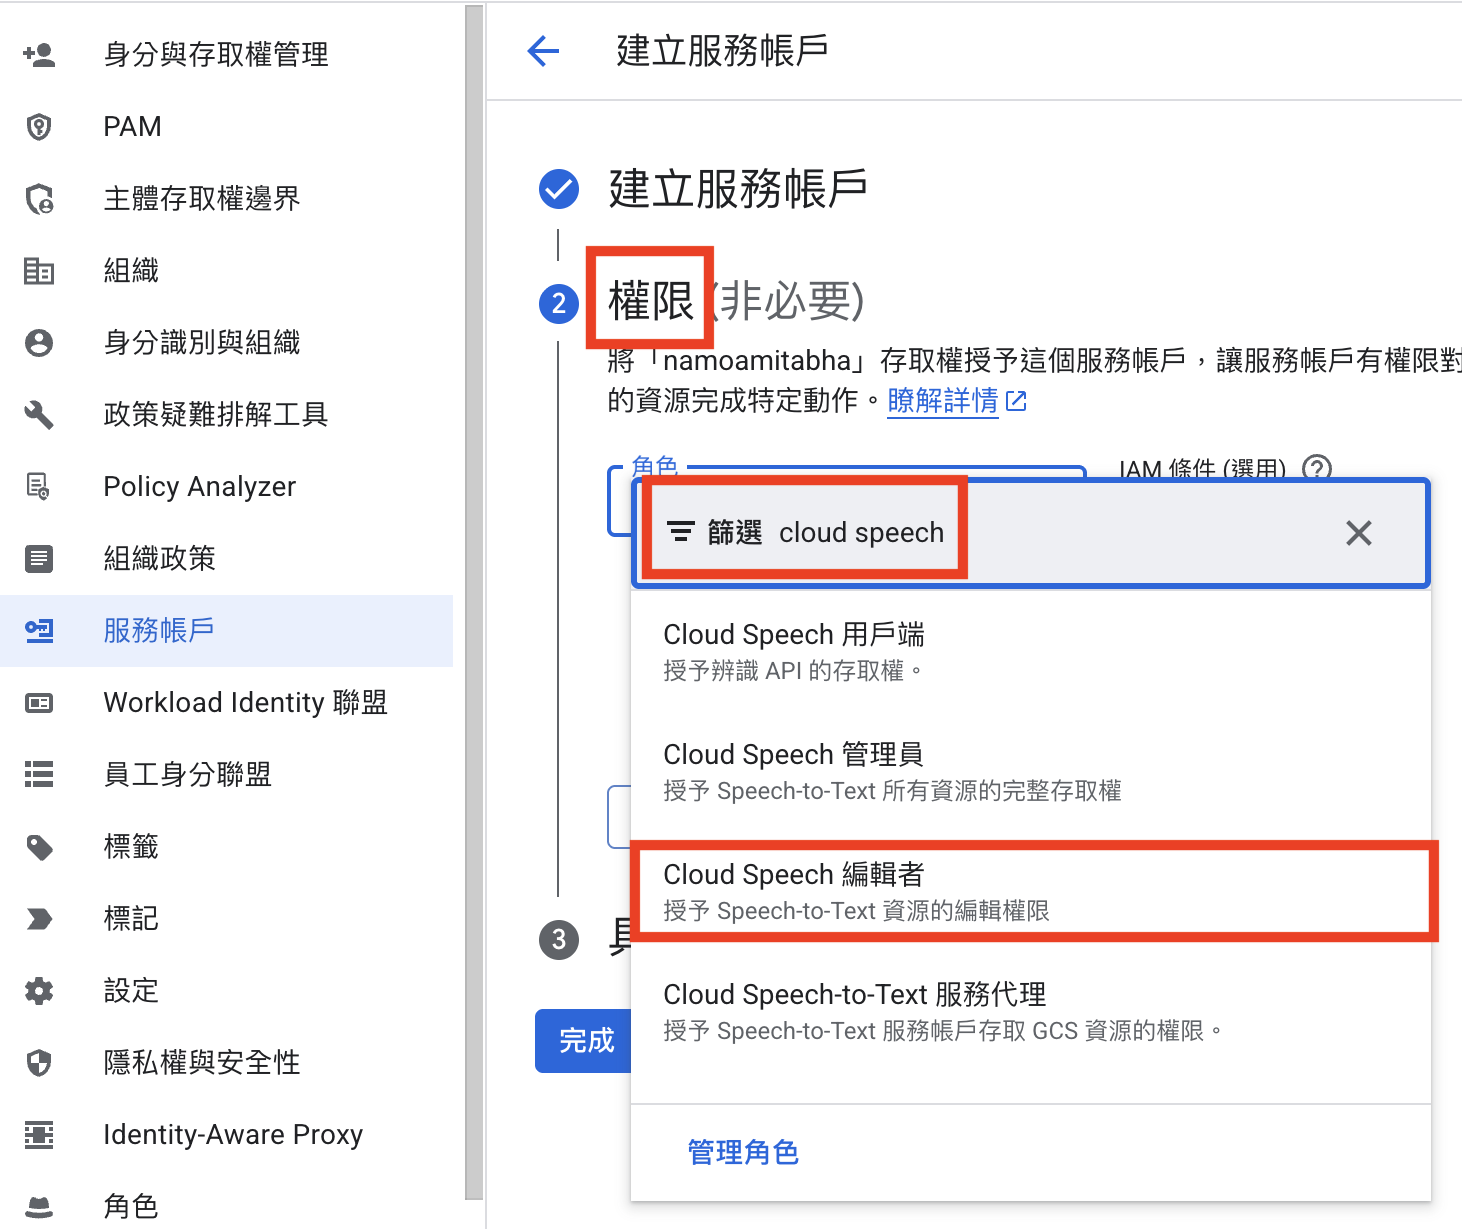 身分與存取權管理
PAM
主體存取權邊界
組織
身分識別與組織
政策疑難排解工具
Policy Analyzer
組織政策
服務帳戶
Workload Identity 聯盟
員工身分聯盟
標籤
標記
設定
隱私權與安全性
Identity-Aware Proxy
角色
建立服務帳戶
建立服務帳戶
2 權限 (非必要)
將「namoamitabha」存取權授予這個服務帳戶，讓服務帳戶有權限對
的資源完成特定動作。瞭解詳情
角色
IAM 條件 (選用)
篩選 cloud speech
Cloud Speech 用戶端
授予辨識 API 的存取權。
Cloud Speech 管理員
授予 Speech-to-Text 所有資源的完整存取權
Cloud Speech 編輯者
授予 Speech-to-Text 資源的編輯權限
Cloud Speech-to-Text 服務代理
授予 Speech-to-Text 服務帳戶存取 GCS 資源的權限。
管理角色
3
完成